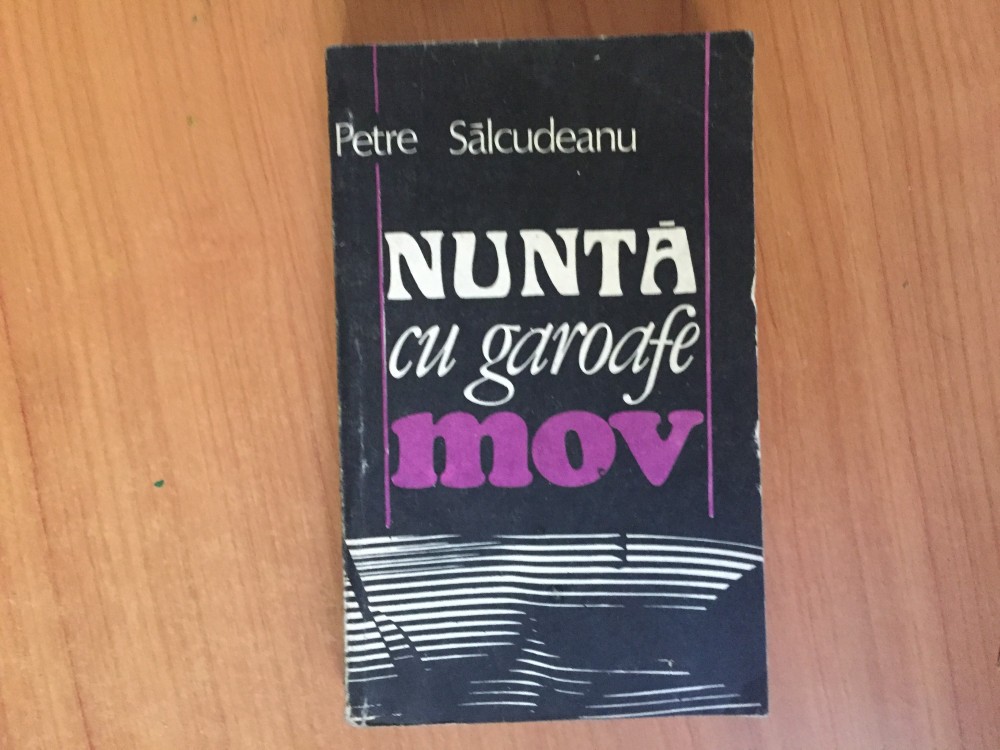 Petre Sălcudeanu
NUNTĂ
cu garoafe
mov